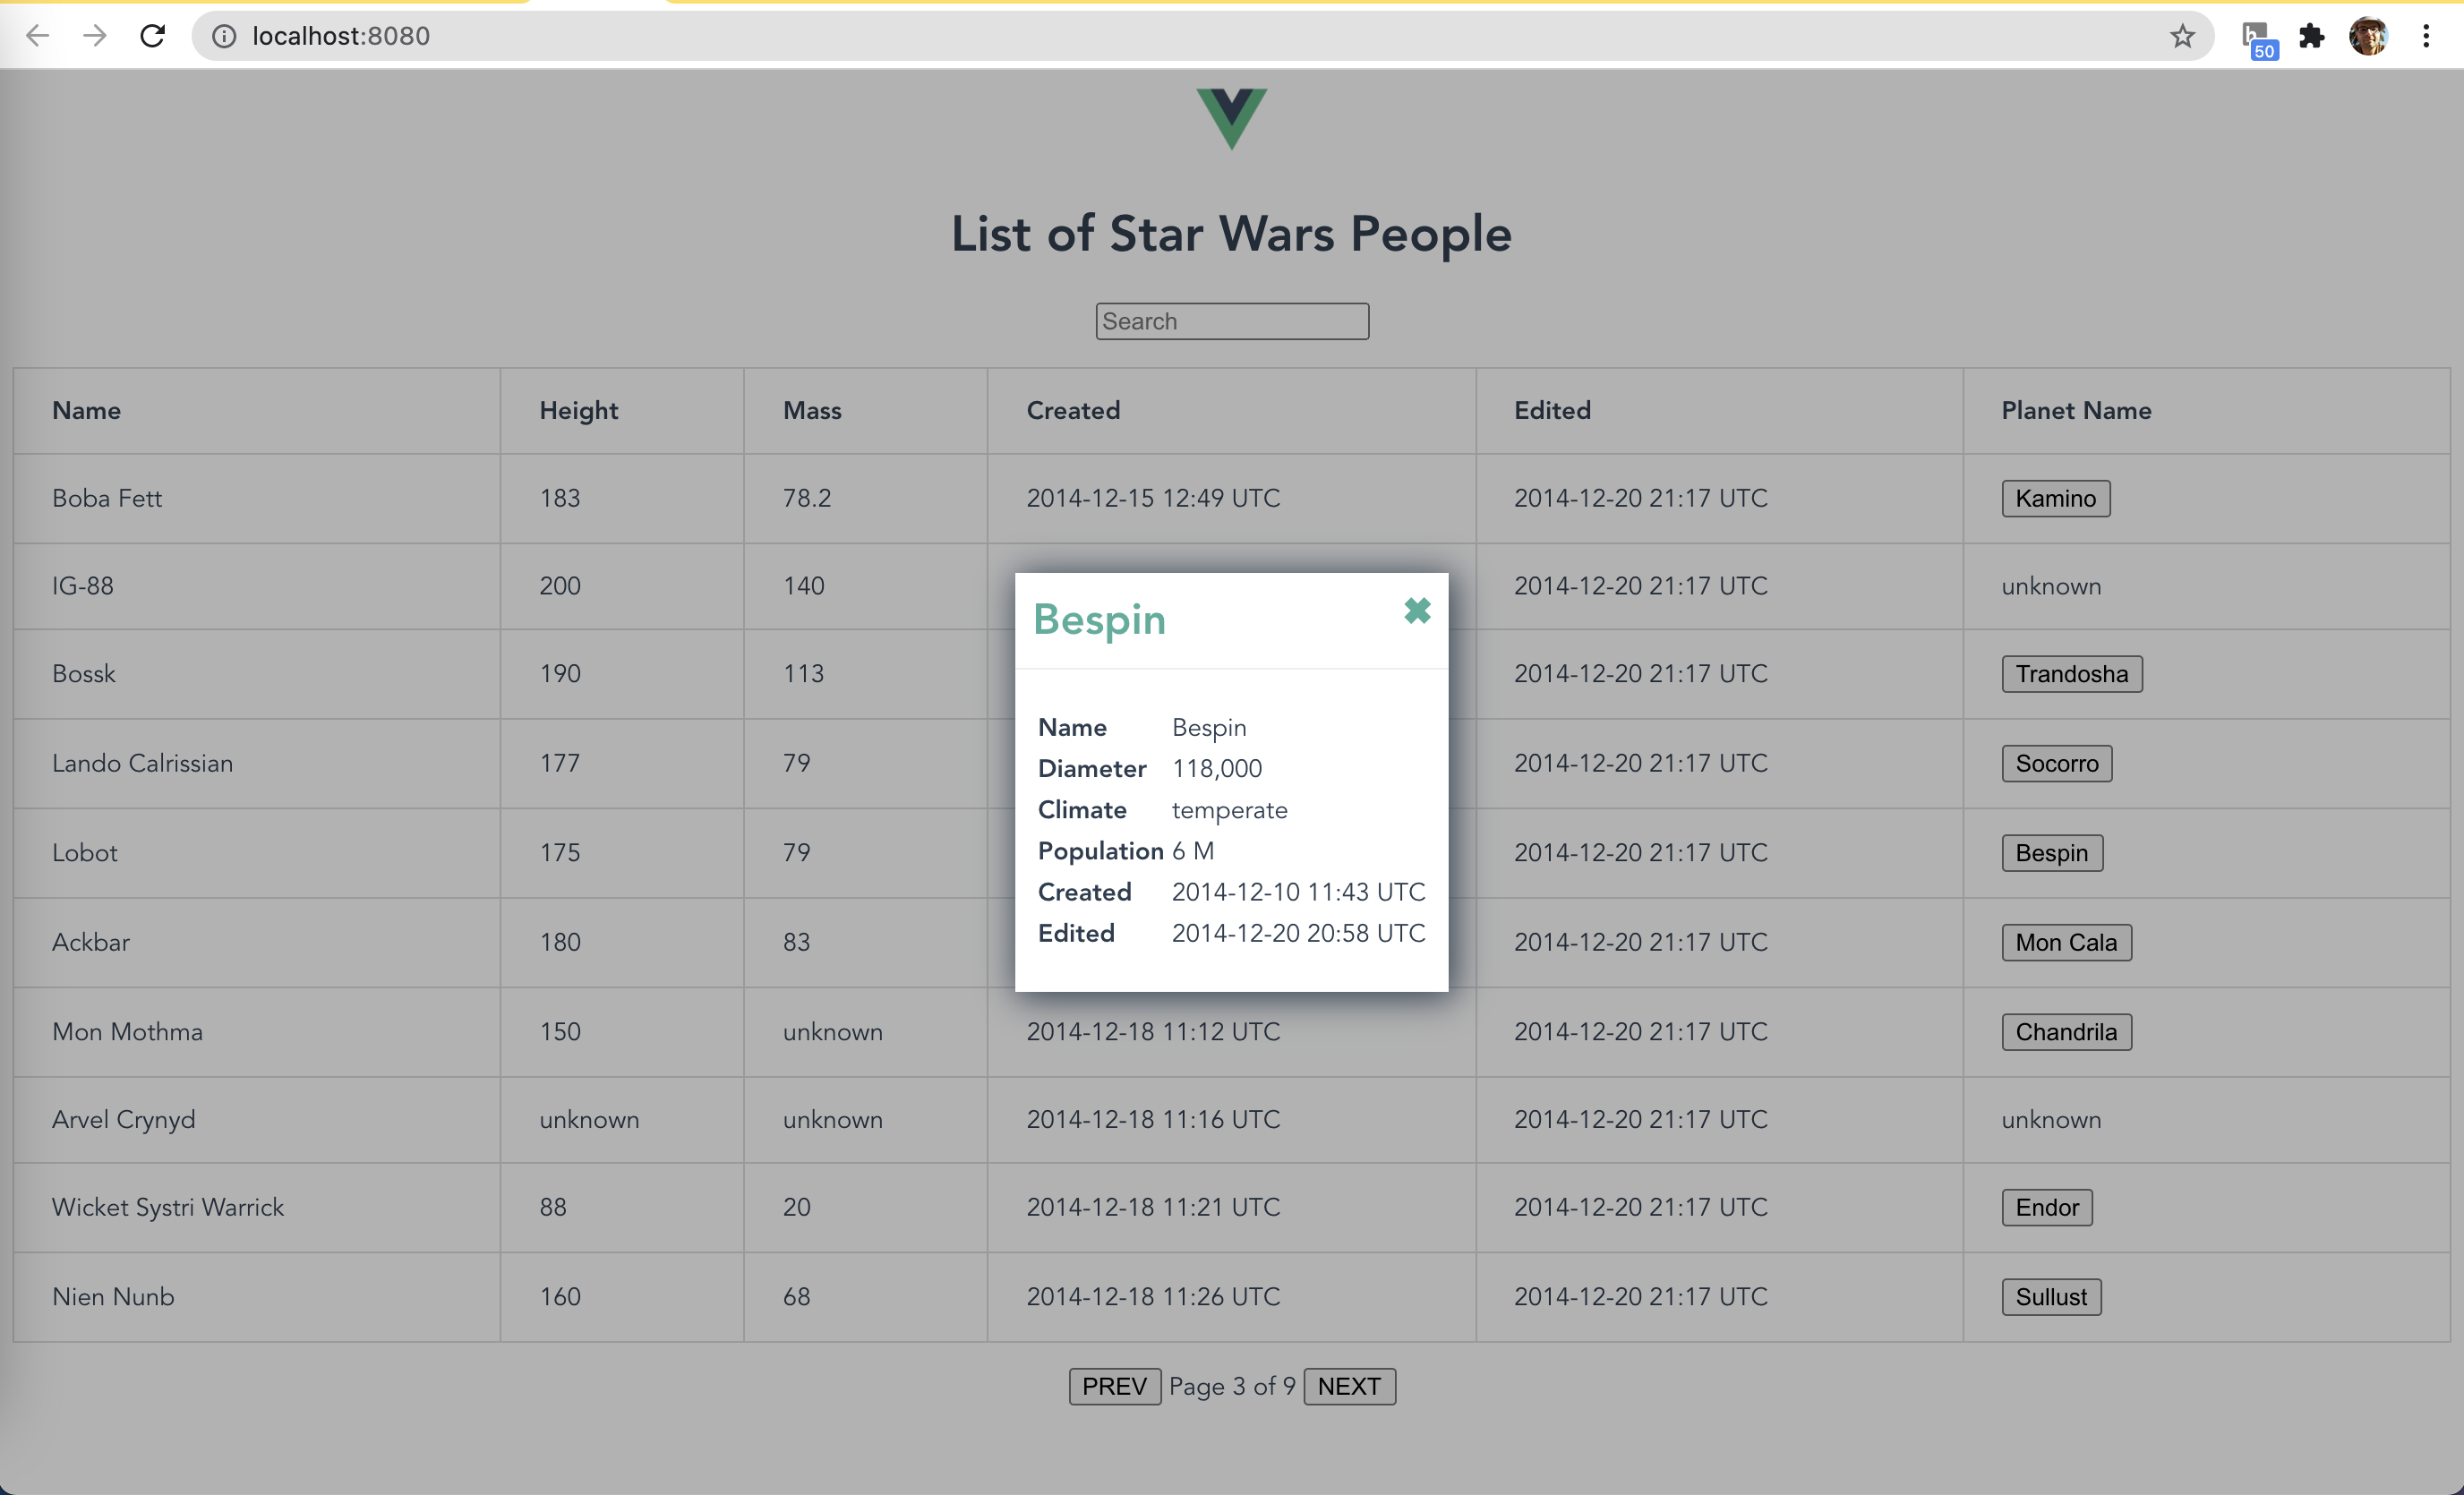 localhost:8080
50
List of Star Wars People
Search
Name Height Mass Created Edited Planet Name
Boba Fett 183 78.2 2014-12-15 12:49 UTC 2014-12-20 21:17 UTC Kamino
IG-88 200 140 2014-12-20 21:17 UTC unknown
Bossk 190 113 2014-12-20 21:17 UTC Trandosha
Lando Calrissian 177 79 2014-12-20 21:17 UTC Socorro
Lobot 175 79 2014-12-20 21:17 UTC Bespin
Ackbar 180 83 2014-12-20 21:17 UTC Mon Cala
Mon Mothma 150 unknown 2014-12-18 11:12 UTC 2014-12-20 21:17 UTC Chandrila
Arvel Crynyd unknown unknown 2014-12-18 11:16 UTC 2014-12-20 21:17 UTC unknown
Wicket Systri Warrick 88 20 2014-12-18 11:21 UTC 2014-12-20 21:17 UTC Endor
Nien Nunb 160 68 2014-12-18 11:26 UTC 2014-12-20 21:17 UTC Sullust
Bespin
Name Bespin
Diameter 118,000
Climate temperate
Population 6 M
Created 2014-12-10 11:43 UTC
Edited 2014-12-20 20:58 UTC
PREV Page 3 of 9 NEXT